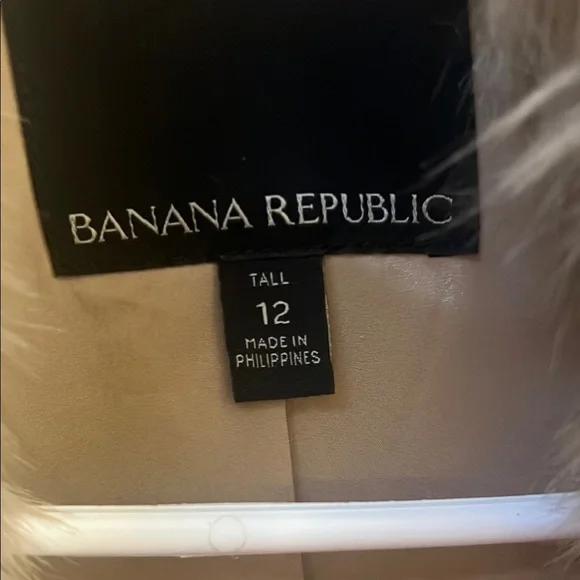 BANANA REPUBLIC
TALL
12
MADE IN
PHILIPPINES